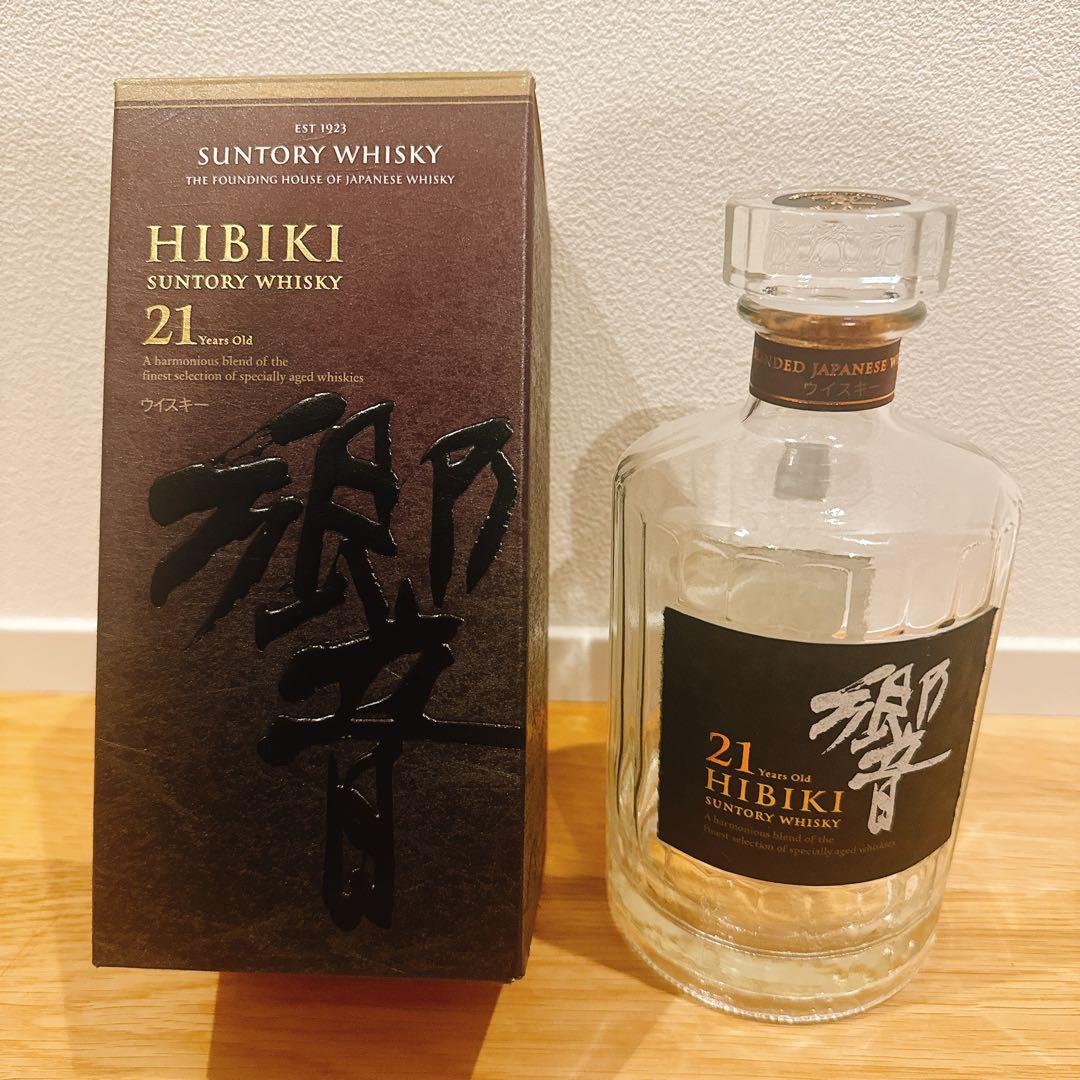 EST 1923
SUNTORY WHISKY
THE FOUNDING HOUSE OF JAPANESE WHISKY
HIBIKI
SUNTORY WHISKY
21 Years Old
A harmonious blend of the
finest selection of specially aged whiskies
ウイスキー
響
JAPANESE
ウイスキー
響
21 Years Old
HIBIKI
SUNTORY WHISKY
A harmonious blend of the
finest selection of specially aged whiskies